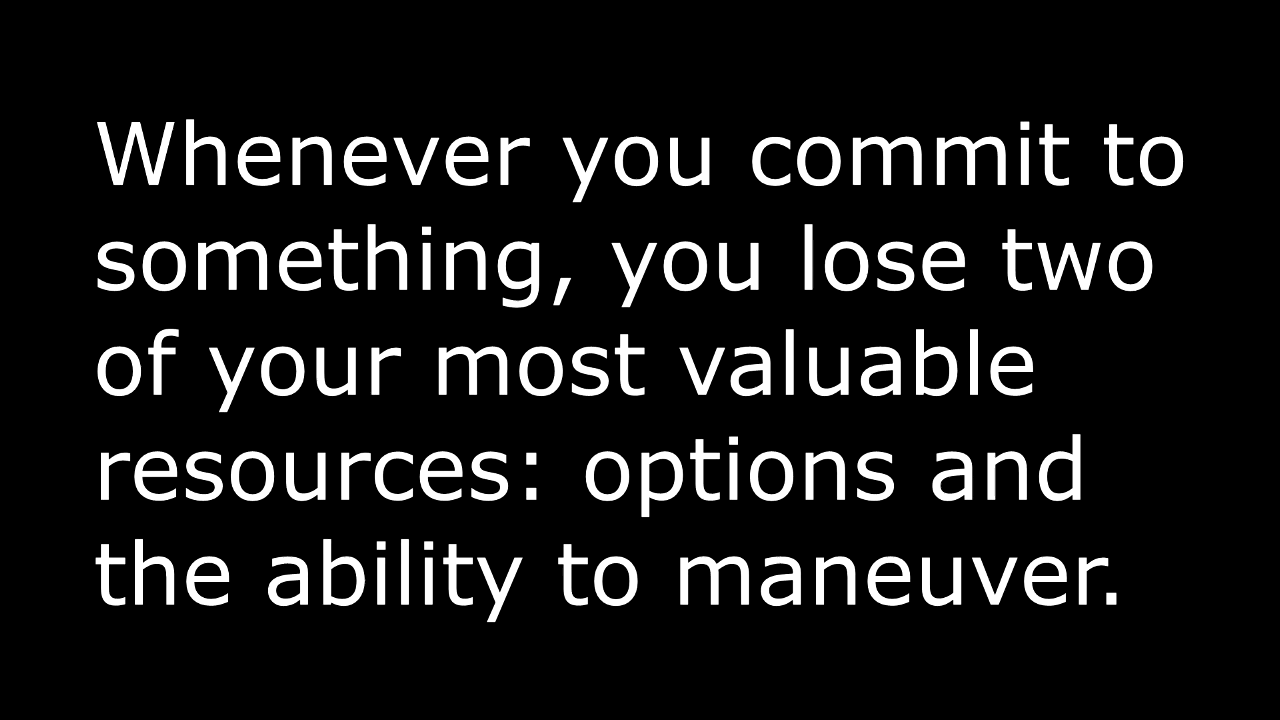 Whenever you commit to
something, you lose two
of your most valuable
resources: options and
the ability to maneuver.